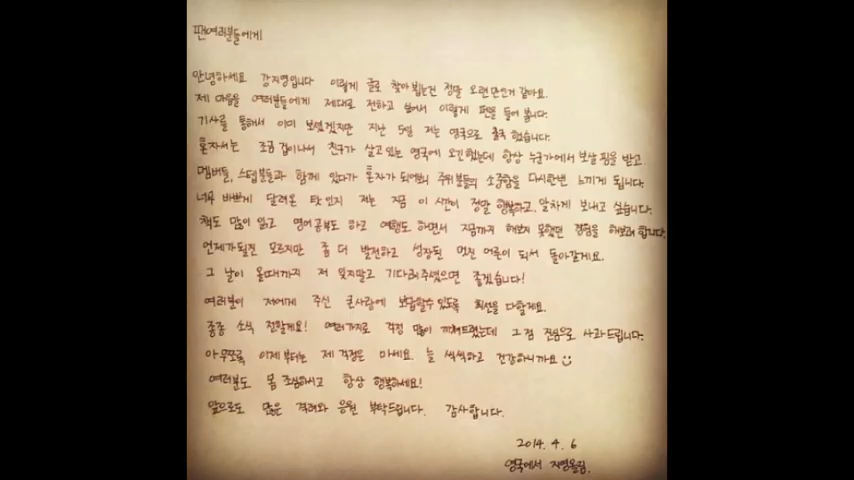 팬여러분들에게
안녕하세요 강지영입니다 이렇게 글로 찾아 뵙는건 정말 오랜만인거 같아요.
제 마음을 여러분들에게 제대로 전하고 싶어서 이렇게 펜을 들어 봅니다.
기사를 통해서 이미 보셨겠지만 지난 5일 저는 영국으로 출국 했습니다.
혼자서는 조금 겁이나서 친구가 살고있는 영국에 오긴했는데 항상 누군가에서 보살핌을 받고
멤버들, 스텝분들과 함께 있다가 혼자가 되어보니 주위분들의 소중함을 다시한번 느끼게 됩니다.
너무 바쁘게 달려온 탓인지 저는 지금 이 시간이 정말 행복하고, 알차게 보내고 싶습니다.
책도 많이 읽고 영어공부도 하고 여행도 하면서 지금까지 해보지 못했던 경험을 해보려 합니다.
언제가될진 모르지만 좀 더 발전하고 성장된 멋진 어른이 되서 돌아갈게요.
그 날이 올때까지 저 잊지말고 기다려주셨으면 좋겠습니다!
여러분이 저에게 주신 큰사랑에 보답할수있도록 최선을 다할게요.
종종 소식 전할게요! 여러가지로 걱정 많이 끼쳐드렸는데 그 점 진심으로 사과드립니다.
아무쪼록 이제부터는 제 걱정은 마세요. 늘 씩씩하고 건강하니까요 ☺
여러분도 몸 조심하시고 항상 행복하세요!
앞으로도 많은 격려와 응원 부탁드립니다. 감사합니다.
2014. 4. 6
영국에서 지영올림.